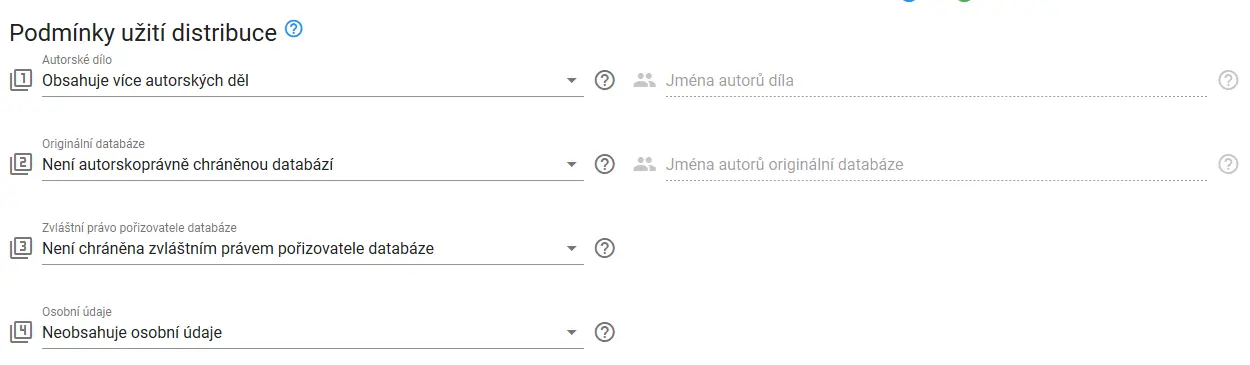 Podmínky užití distribuce ?
Autorské dílo
1 Obsahuje více autorských děl ? Jména autorů díla ?
Originální databáze
2 Není autorskoprávně chráněnou databází ? Jména autorů originální databáze ?
Zvláštní právo pořizovatele databáze
3 Není chráněna zvláštním právem pořizovatele databáze ?
Osobní údaje
4 Neobsahuje osobní údaje ?